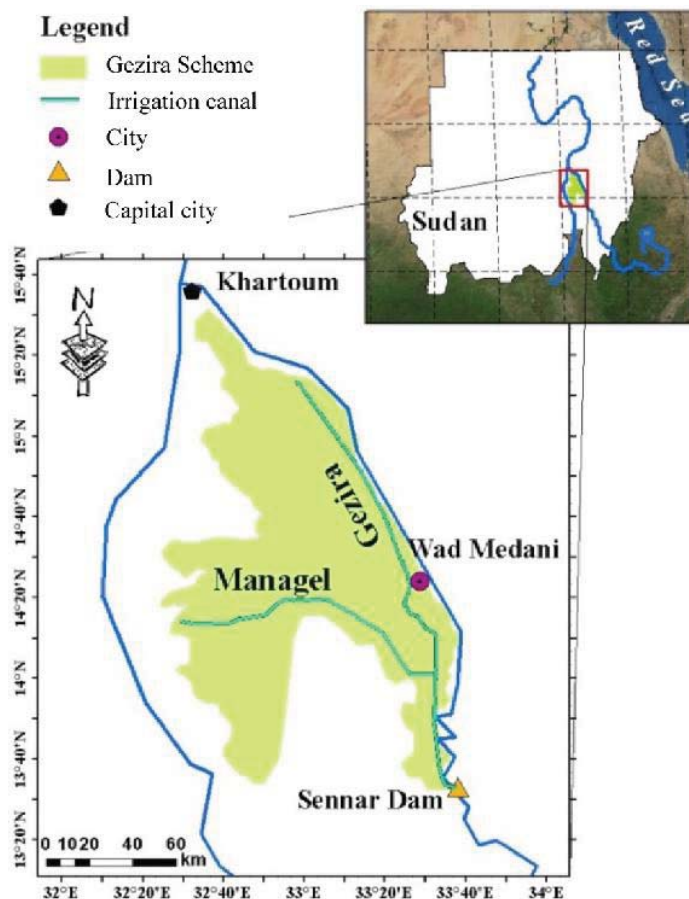 Legend
Gezira Scheme
Irrigation canal
City
Dam
Capital city
Red Sea
Sudan
N
Khartoum
Gezira
Wad Medani
Managel
Sennar Dam
15°40'N
15°20'N
15°N
14°40'N
14°20'N
14°N
13°40'N
13°20'N
0 10 20 40 60
km
32°E 32°20'E 32°40'E 33°E 33°20'E 33°40'E 34°E